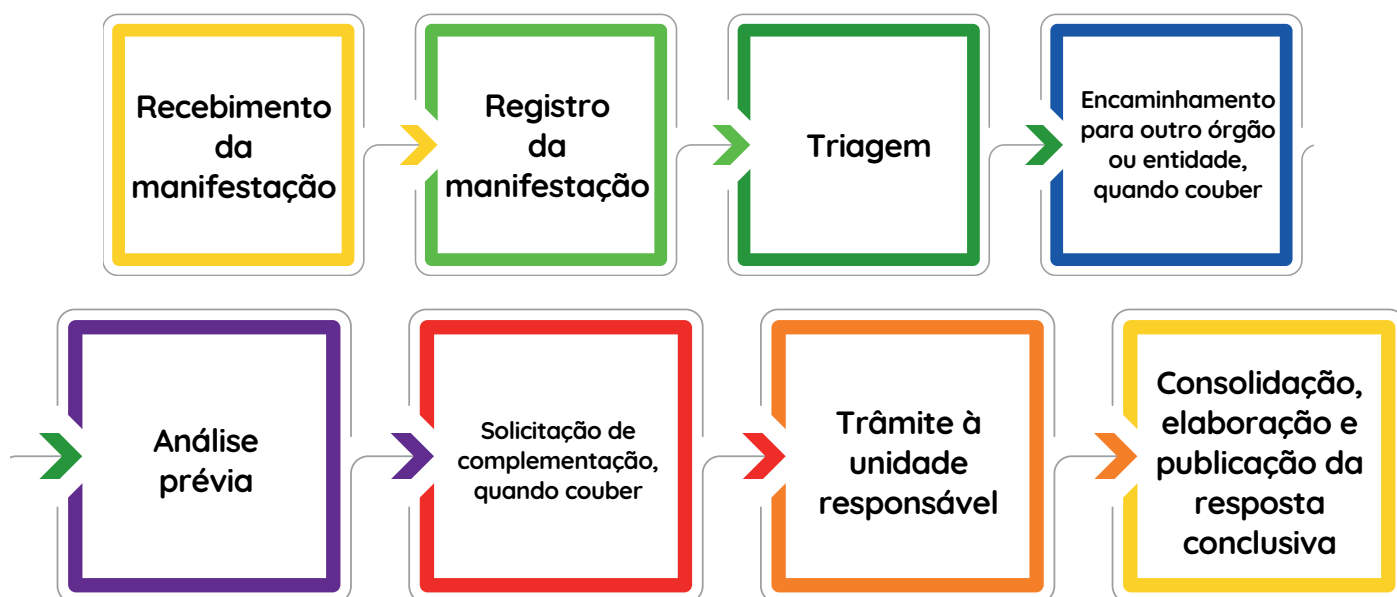 Recebimento
da
manifestação
Registro
da
manifestação
Triagem
Encaminhamento
para outro órgão
ou entidade,
quando couber
Análise
prévia
Solicitação de
complementação,
quando couber
Trâmite à
unidade
responsável
Consolidação,
elaboração e
publicação da
resposta
conclusiva